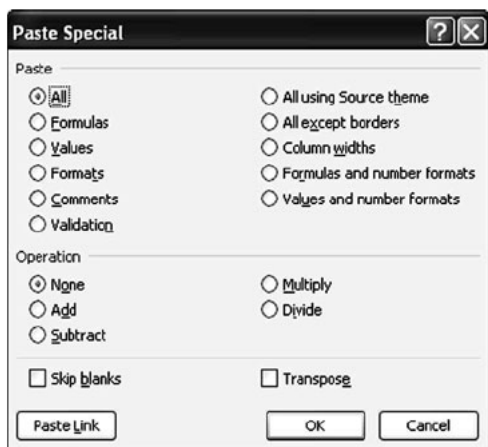 Paste Special
Paste
All
All using Source theme
Formulas
All except borders
Values
Column widths
Formats
Formulas and number formats
Comments
Values and number formats
Validation
Operation
None
Multiply
Add
Divide
Subtract
Skip blanks
Transpose
Paste Link
OK
Cancel